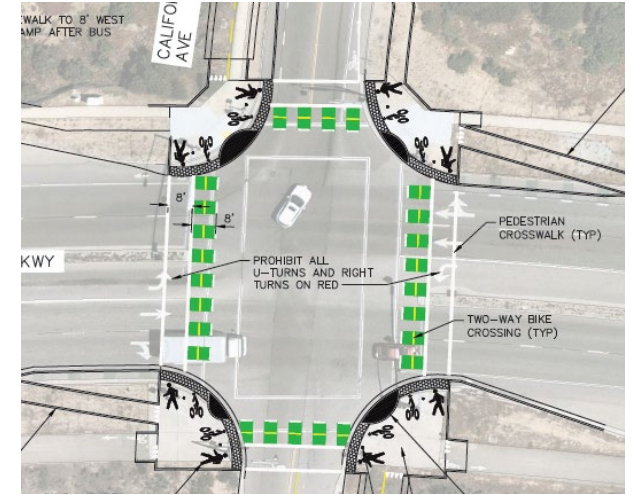 EWALK TO 8' WEST
AMP AFTER BUS
CALIFO
AVE
8'
8'
KWY
PROHIBIT ALL
U-TURNS AND RIGHT
TURNS ON RED
PEDESTRIAN
CROSSWALK (TYP)
TWO-WAY BIKE
CROSSING (TYP)